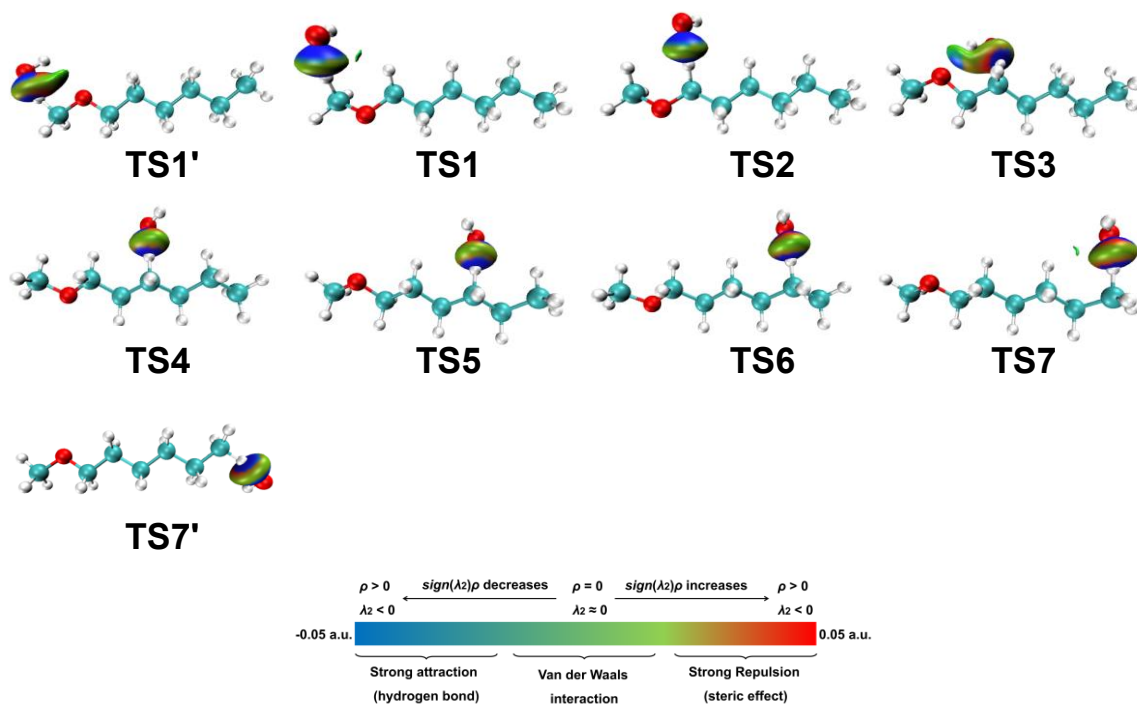 TS1'
TS1
TS2
TS3
TS4
TS5
TS6
TS7
TS7'
ρ > 0 sign(λ₂)ρ decreases ρ = 0 sign(λ₂)ρ increases ρ > 0
λ₂ < 0 λ₂ ≈ 0 λ₂ < 0
-0.05 a.u. 0.05 a.u.
Strong attraction Van der Waals Strong Repulsion
(hydrogen bond) interaction (steric effect)